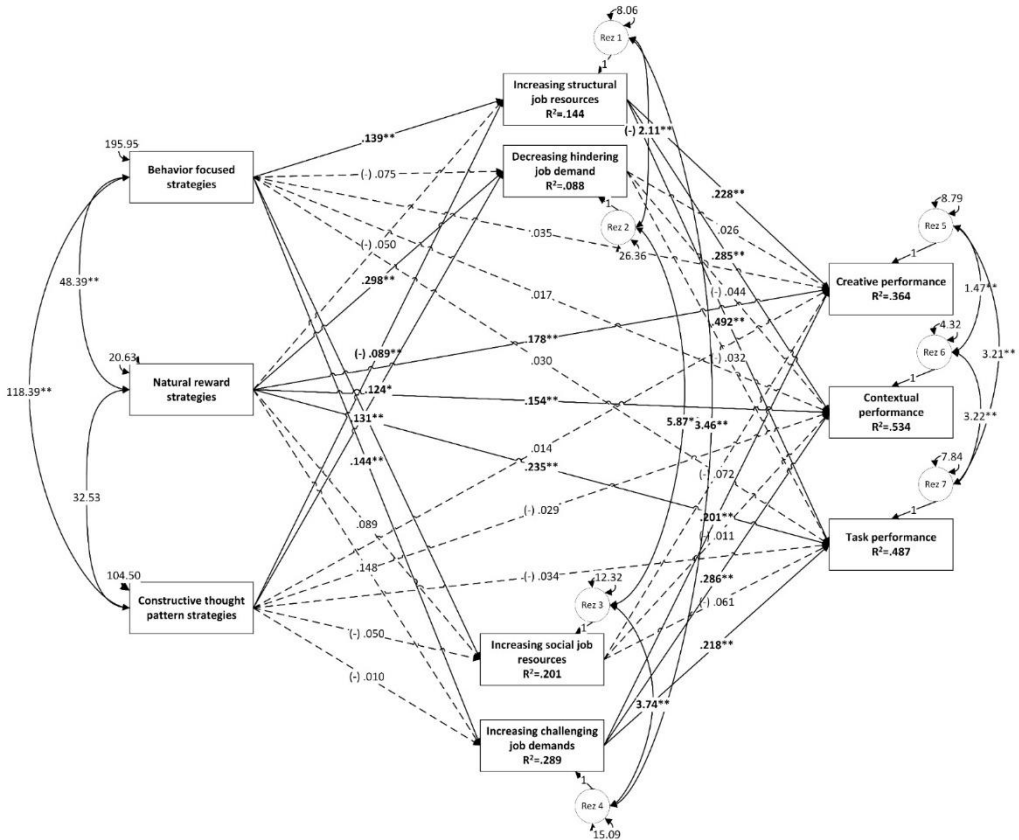 8.06
Rez 1
1
Increasing structural
job resources
R²=.144
(-) 2.11**
.139**
195.95
Behavior focused
strategies
(-) .075
Decreasing hindering
job demand
R²=.088
1
Rez 2
26.36
.228**
8.79
Rez 5
1
.035
.026
(-) .050
.285**
Creative performance
R²=.364
48.39**
.298**
.017
(-) .044
1.47**
.492**
.178**
4.32
Rez 6
1
(-) .089**
.030
(-) .032
3.21**
20.63
Natural reward
strategies
118.39**
.124*
.154**
Contextual
performance
R²=.534
3.22**
.131**
5.87*
3.46**
.014
.144**
.235**
.072
7.84
Rez 7
1
32.53
.089
(-) .029
.201**
(-) .011
Task performance
R²=.487
.148
104.50
Constructive thought
pattern strategies
(-) .034
12.32
Rez 3
1
.286**
(-) .061
(-) .050
Increasing social job
resources
R²=.201
.218**
(-) .010
3.74**
Increasing challenging
job demands
R²=.289
1
Rez 4
15.09